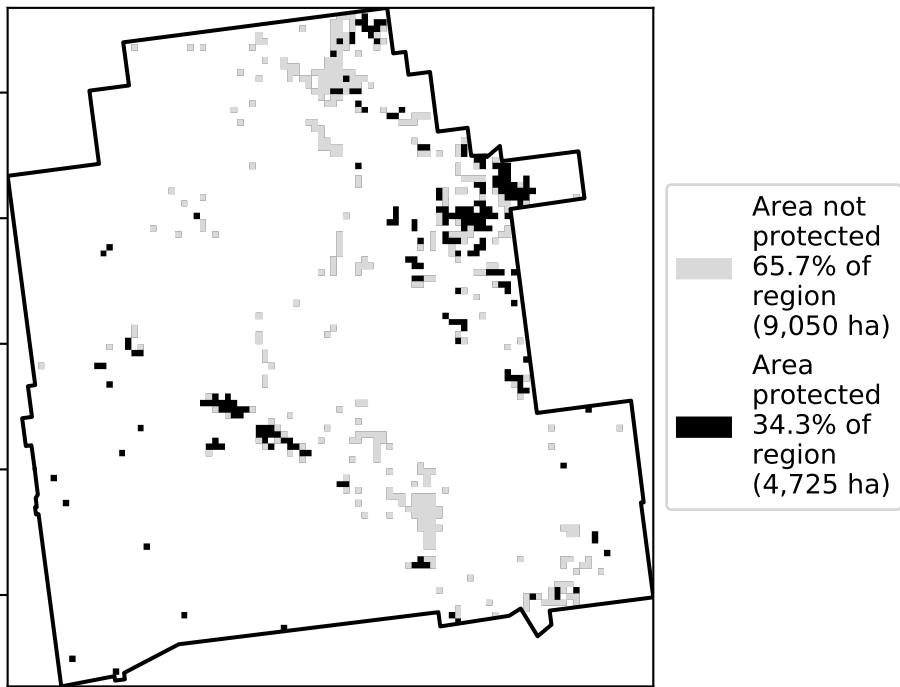 Area not
protected
65.7% of
region
(9,050 ha)
Area
protected
34.3% of
region
(4,725 ha)